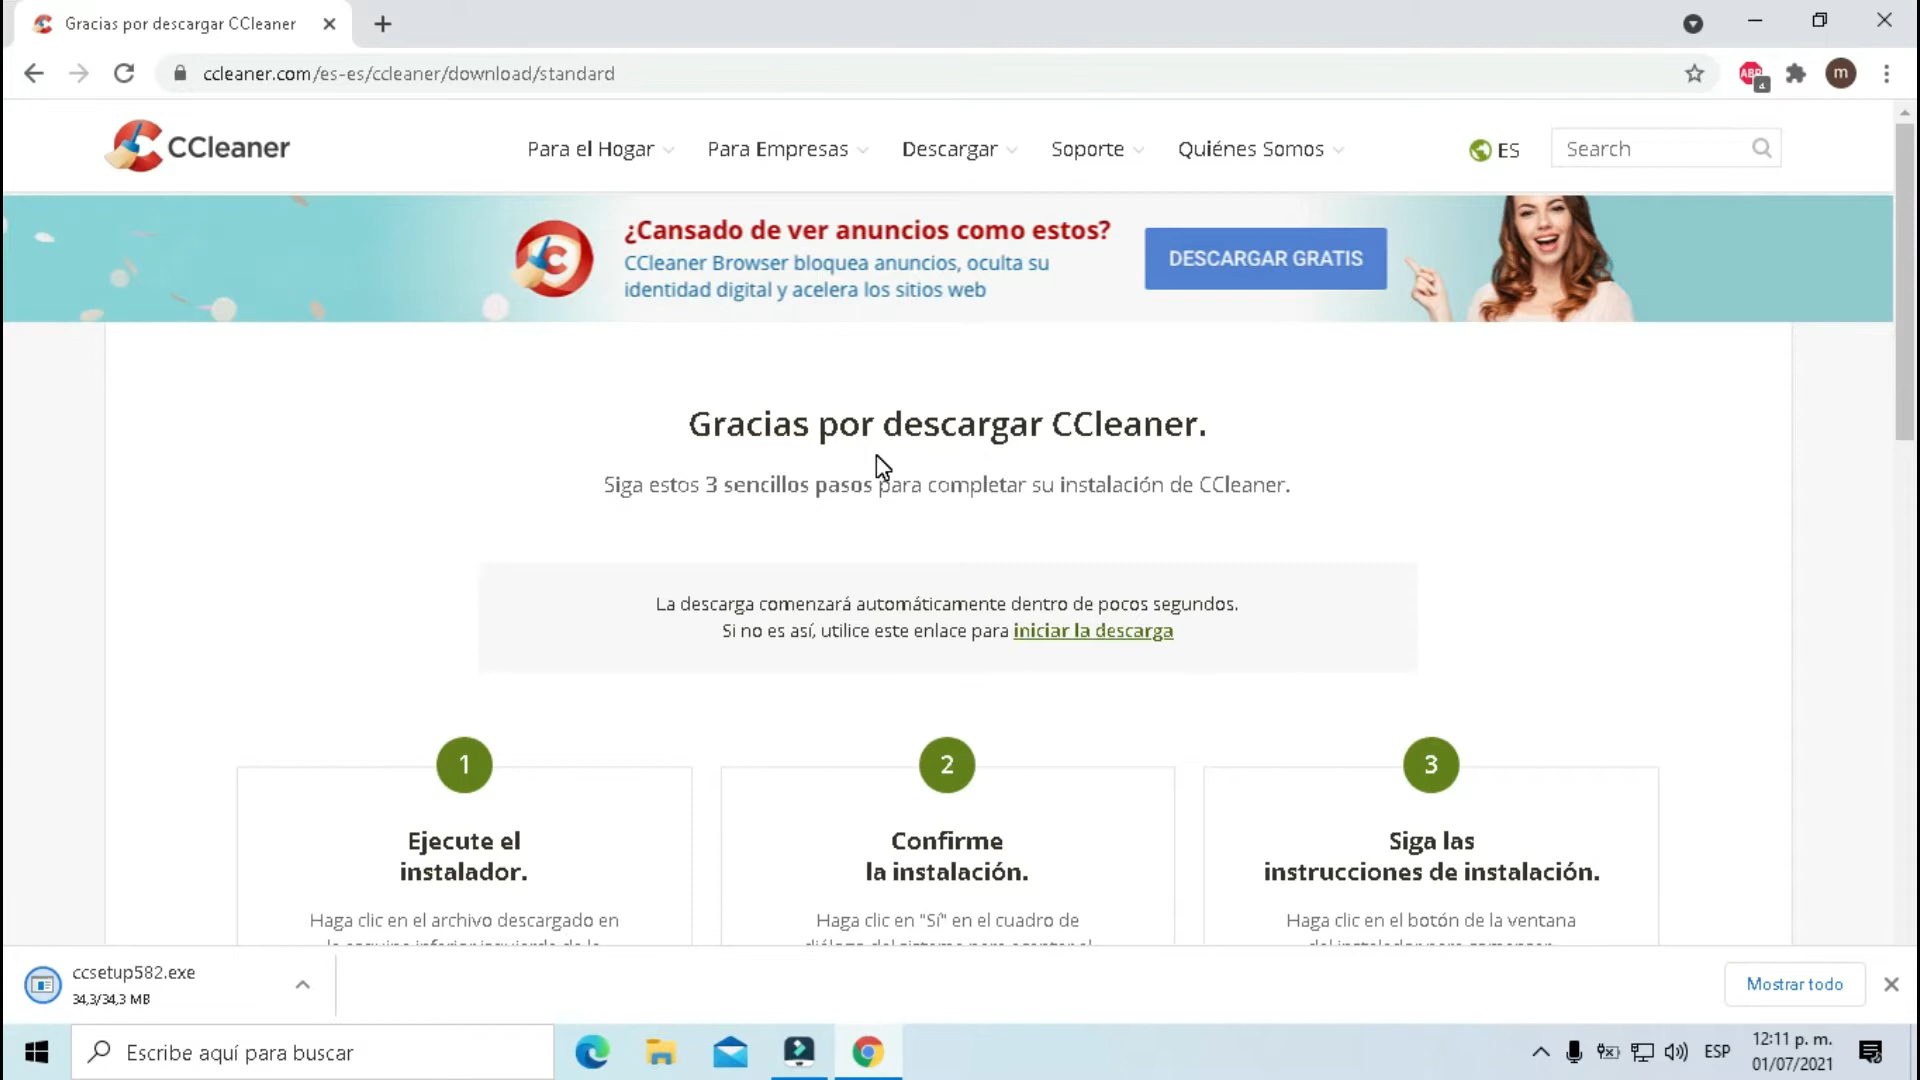 Gracias por descargar CCleaner
ccleaner.com/es-es/ccleaner/download/standard
ABP
m
CCleaner
Para el Hogar
Para Empresas
Descargar
Soporte
Quiénes Somos
ES
Search
¿Cansado de ver anuncios como estos?
CCleaner Browser bloquea anuncios, oculta su
identidad digital y acelera los sitios web
DESCARGAR GRATIS
Gracias por descargar CCleaner.
Siga estos 3 sencillos pasos para completar su instalación de CCleaner.
La descarga comenzará automáticamente dentro de pocos segundos.
Si no es así, utilice este enlace para iniciar la descarga
1
Ejecute el
instalador.
Haga clic en el archivo descargado en
2
Confirme
la instalación.
Haga clic en "Sí" en el cuadro de
3
Siga las
instrucciones de instalación.
Haga clic en el botón de la ventana
ccsetup582.exe
34,3/34,3 MB
Mostrar todo
Escribe aquí para buscar
ESP
12:11 p. m.
01/07/2021